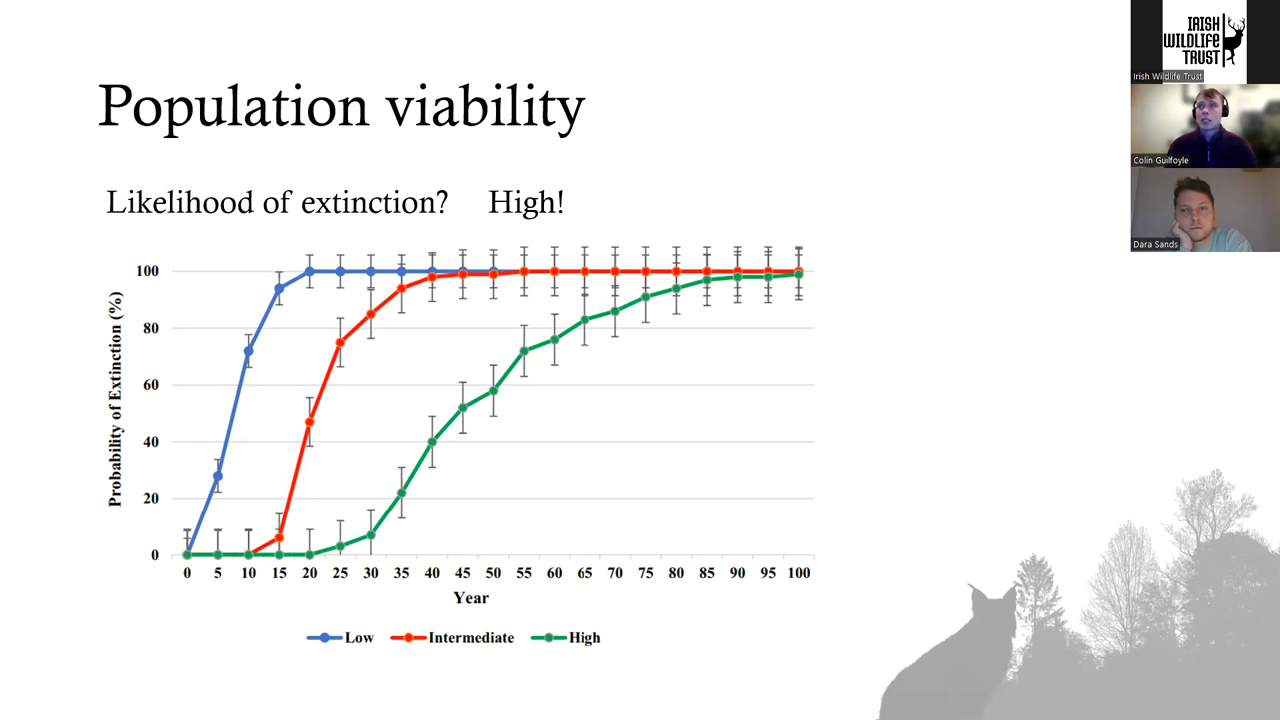 Population viability
Likelihood of extinction? High!
Probability of Extinction (%)
100
80
60
40
20
0
0 5 10 15 20 25 30 35 40 45 50 55 60 65 70 75 80 85 90 95 100
Year
Low Intermediate High
IRISH
WILDLIFE
TRUST
Irish Wildlife Trust
Colin Guilfoyle
Dara Sands